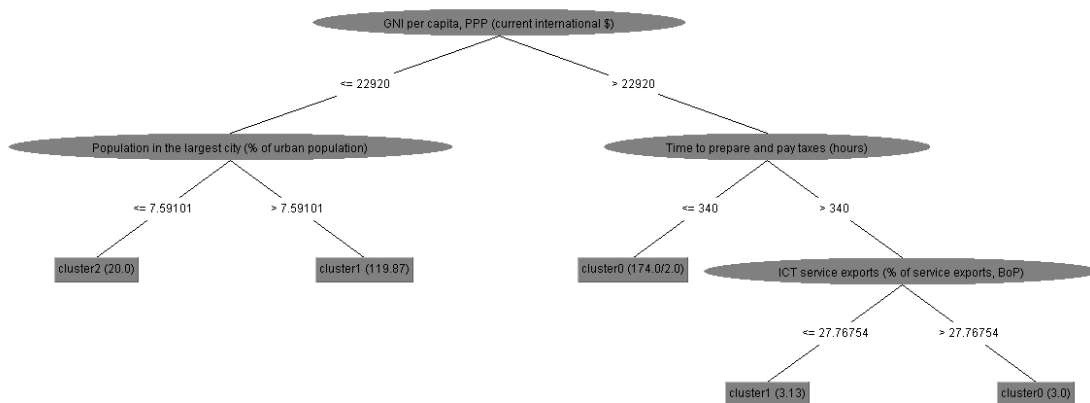 GNI per capita, PPP (current international $)
<= 22920
> 22920
Population in the largest city (% of urban population)
Time to prepare and pay taxes (hours)
<= 7.59101
> 7.59101
<= 340
> 340
cluster2 (20.0)
cluster1 (119.87)
cluster0 (174.0/2.0)
ICT service exports (% of service exports, BoP)
<= 27.76754
> 27.76754
cluster1 (3.13)
cluster0 (3.0)